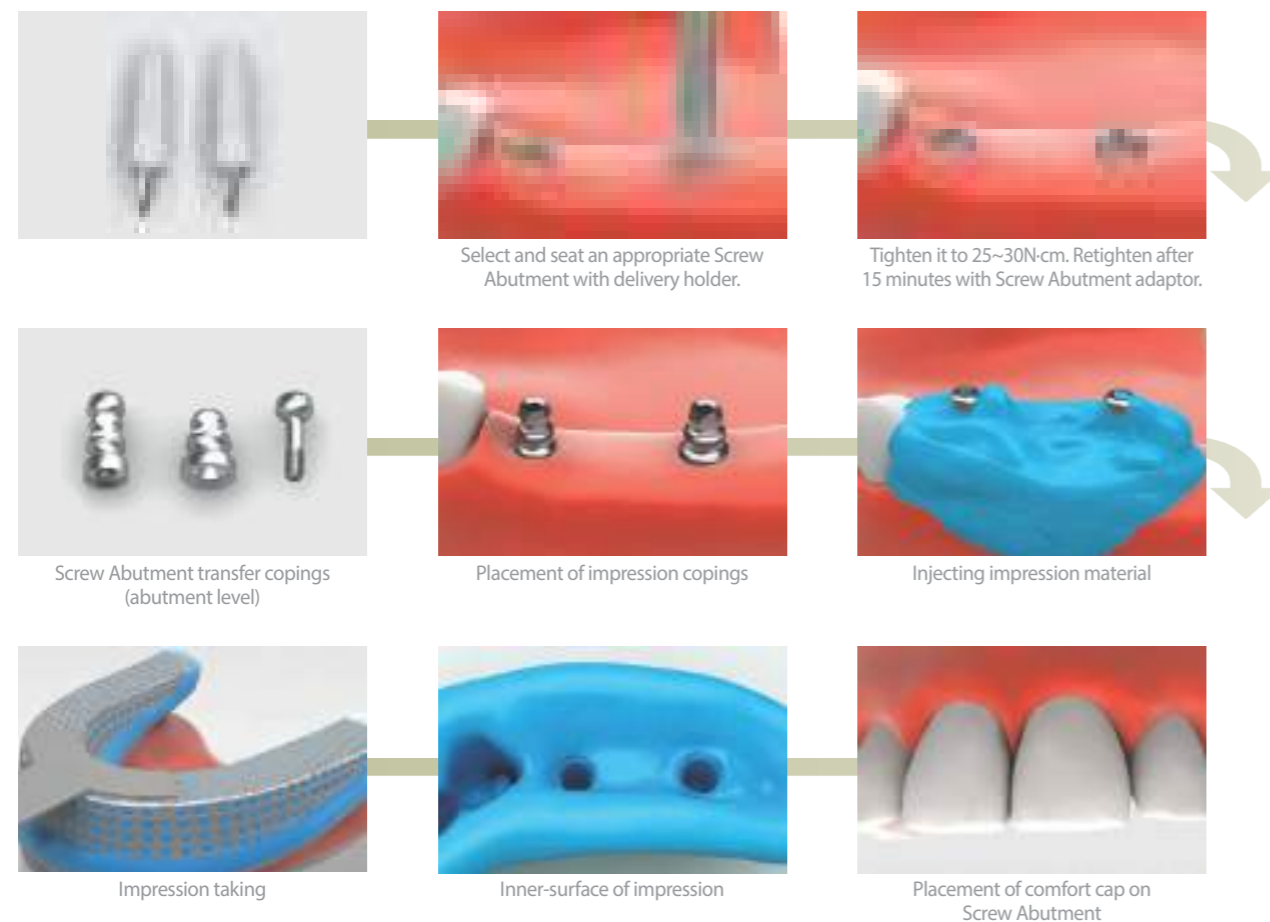 Select and seat an appropriate Screw
Abutment with delivery holder.
Tighten it to 25~30N·cm. Retighten after
15 minutes with Screw Abutment adaptor.
Screw Abutment transfer copings
(abutment level)
Placement of impression copings
Injecting impression material
Impression taking
Inner-surface of impression
Placement of comfort cap on
Screw Abutment